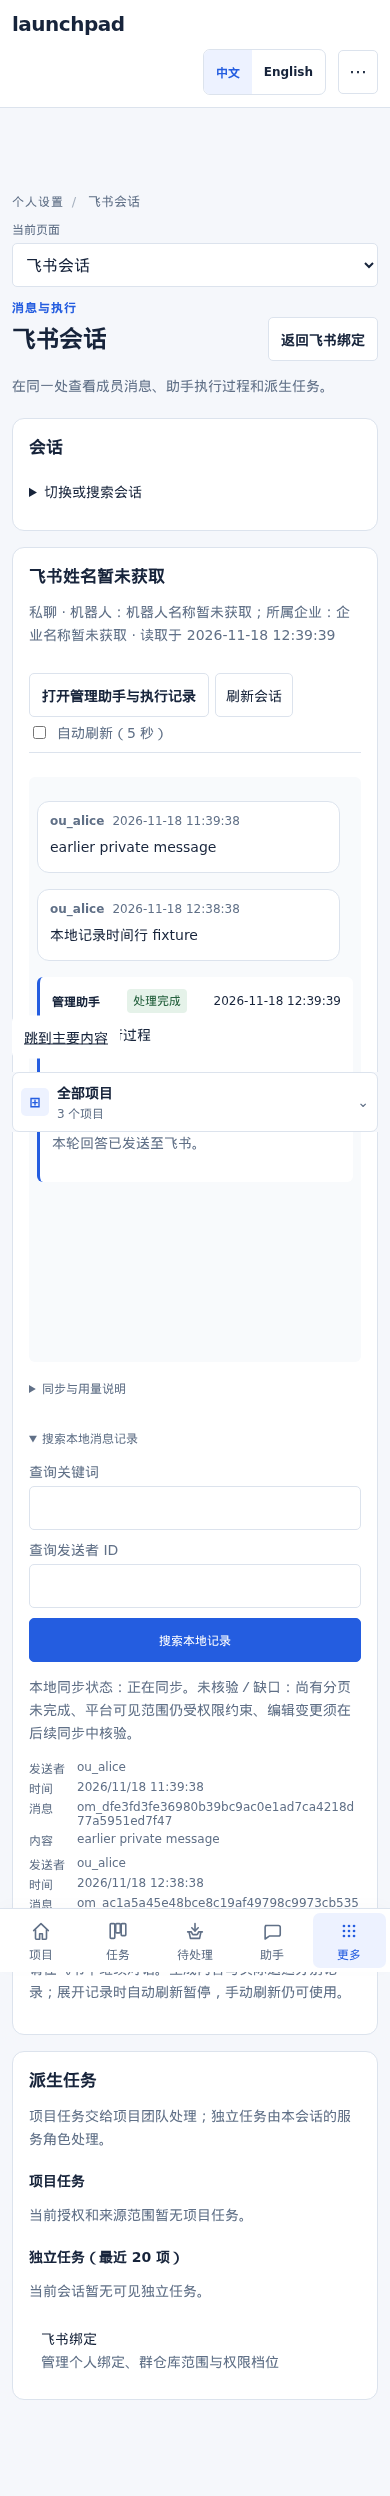 launchpad
中文 English ⋯
个人设置 / 飞书会话
当前页面
飞书会话
消息与执行
飞书会话
返回飞书绑定
在同一处查看成员消息、助手执行过程和派生任务。
会话
切换或搜索会话
飞书姓名暂未获取
私聊 · 机器人：机器人名称暂未获取；所属企业：企
业名称暂未获取 · 读取于 2026-11-18 12:39:39
打开管理助手与执行记录 刷新会话
自动刷新（5 秒）
ou_alice 2026-11-18 11:39:38
earlier private message
ou_alice 2026-11-18 12:38:38
本地记录时间行 fixture
管理助手 处理完成 2026-11-18 12:39:39
跳到主要内容 过程
全部项目
3 个项目
本轮回答已发送至飞书。
同步与用量说明
搜索本地消息记录
查询关键词
查询发送者 ID
搜索本地记录
本地同步状态：正在同步。未核验 / 缺口：尚有分页
未完成、平台可见范围仍受权限约束、编辑变更须在
后续同步中核验。
发送者 ou_alice
时间 2026/11/18 11:39:38
消息 om_dfe3fd3fe36980b39bc9ac0e1ad7ca4218d
77a5951ed7f47
内容 earlier private message
发送者 ou_alice
时间 2026/11/18 12:38:38
消息 om_ac1a5a45e48bce8c19af49798c9973cb535
项目 任务 待处理 助手 更多
录；展开记录时自动刷新暂停，手动刷新仍可使用。
派生任务
项目任务交给项目团队处理；独立任务由本会话的服
务角色处理。
项目任务
当前授权和来源范围暂无项目任务。
独立任务（最近 20 项）
当前会话暂无可见独立任务。
飞书绑定
管理个人绑定、群仓库范围与权限档位